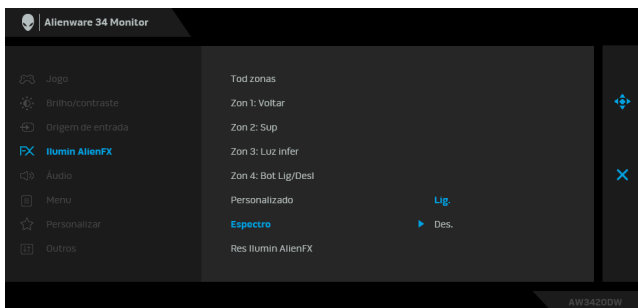 Alienware 34 Monitor
Jogo
Brilho/contraste
Origem de entrada
FX Ilumin AlienFX
Áudio
Menu
Personalizar
Outros
Tod zonas
Zon 1: Voltar
Zon 2: Sup
Zon 3: Luz infer
Zon 4: Bot Lig/Desl
Personalizado Lig.
Espectro Des.
Res Ilumin AlienFX
AW3420DW